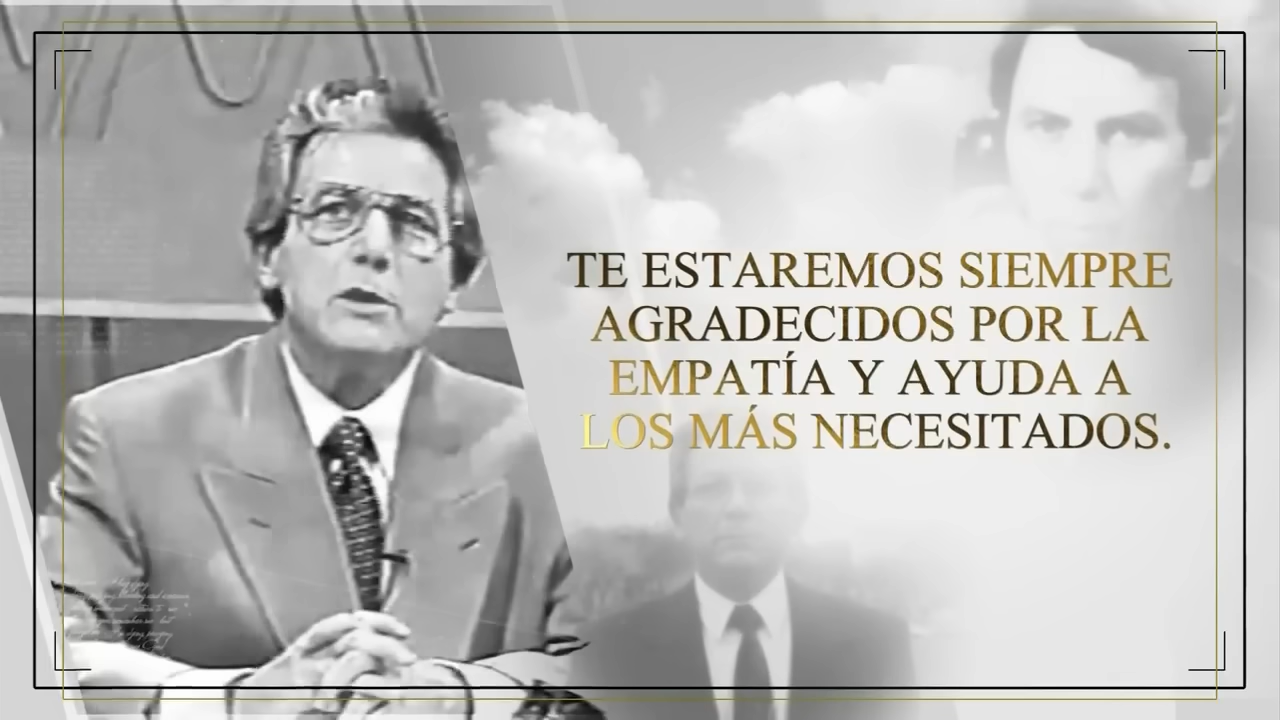 TE ESTAREMOS SIEMPRE
AGRADECIDOS POR LA
EMPATÍA Y AYUDA A
LOS MÁS NECESITADOS.